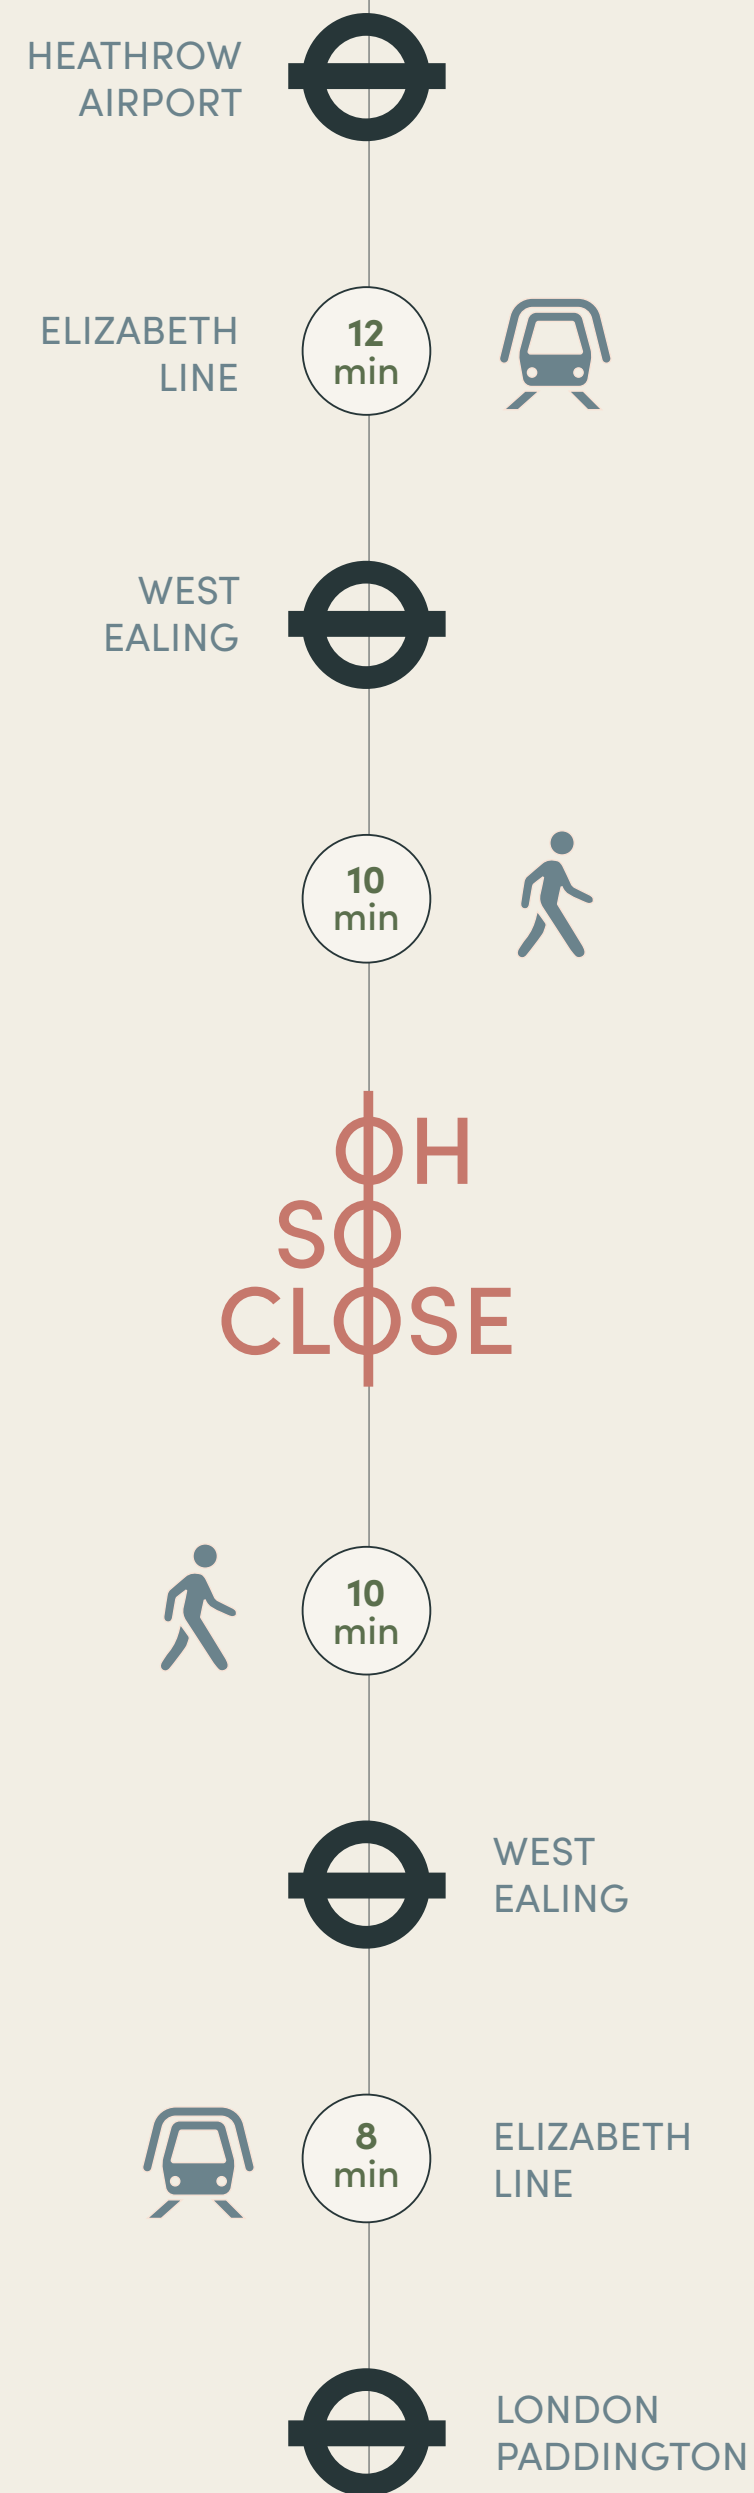 HEATHROW
AIRPORT
ELIZABETH
LINE
12
min
WEST
EALING
10
min
OH
SO
CLOSE
10
min
WEST
EALING
8
min
ELIZABETH
LINE
LONDON
PADDINGTON